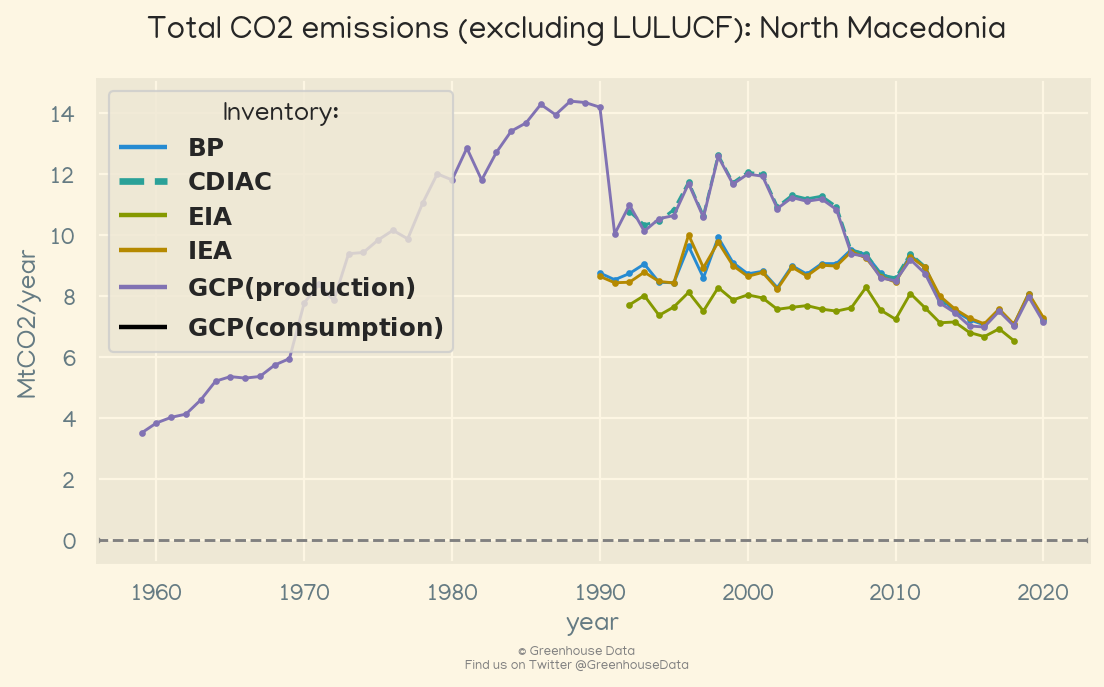 Total CO2 emissions (excluding LULUCF): North Macedonia
Inventory:
BP
CDIAC
EIA
IEA
GCP(production)
GCP(consumption)
MtCO2/year
14
12
10
8
6
4
2
0
1960 1970 1980 1990 2000 2010 2020
year
© Greenhouse Data
Find us on Twitter @GreenhouseData